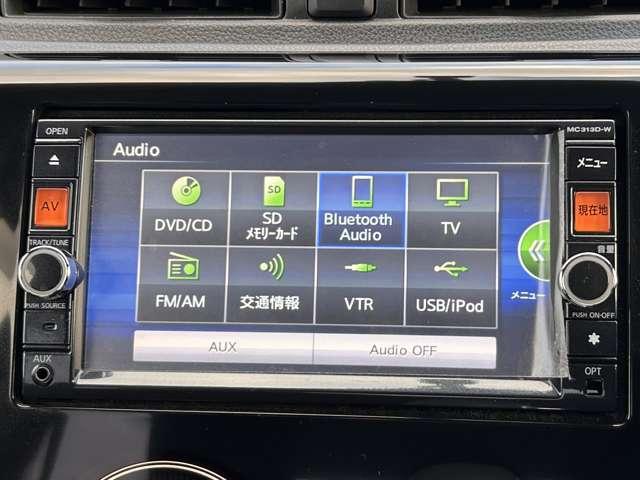 OPEN
MC313D-W
メニュー
Audio
AV
現在地
DVD/CD
SD
メモリーカード
SD
Bluetooth
Audio
TV
TRACK/TUNE
音量
FM/AM
交通情報
VTR
USB/iPod
メニュー
PUSH SOURCE
PUSH ON-OFF
AUX
Audio OFF
AUX
OPT